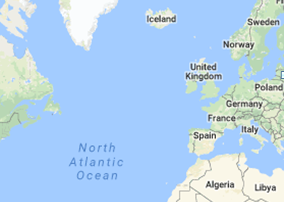 Iceland
Sweden
Norway
United
Kingdom
Poland
Germany
France
Spain
Italy
North
Atlantic
Ocean
Algeria
Libya